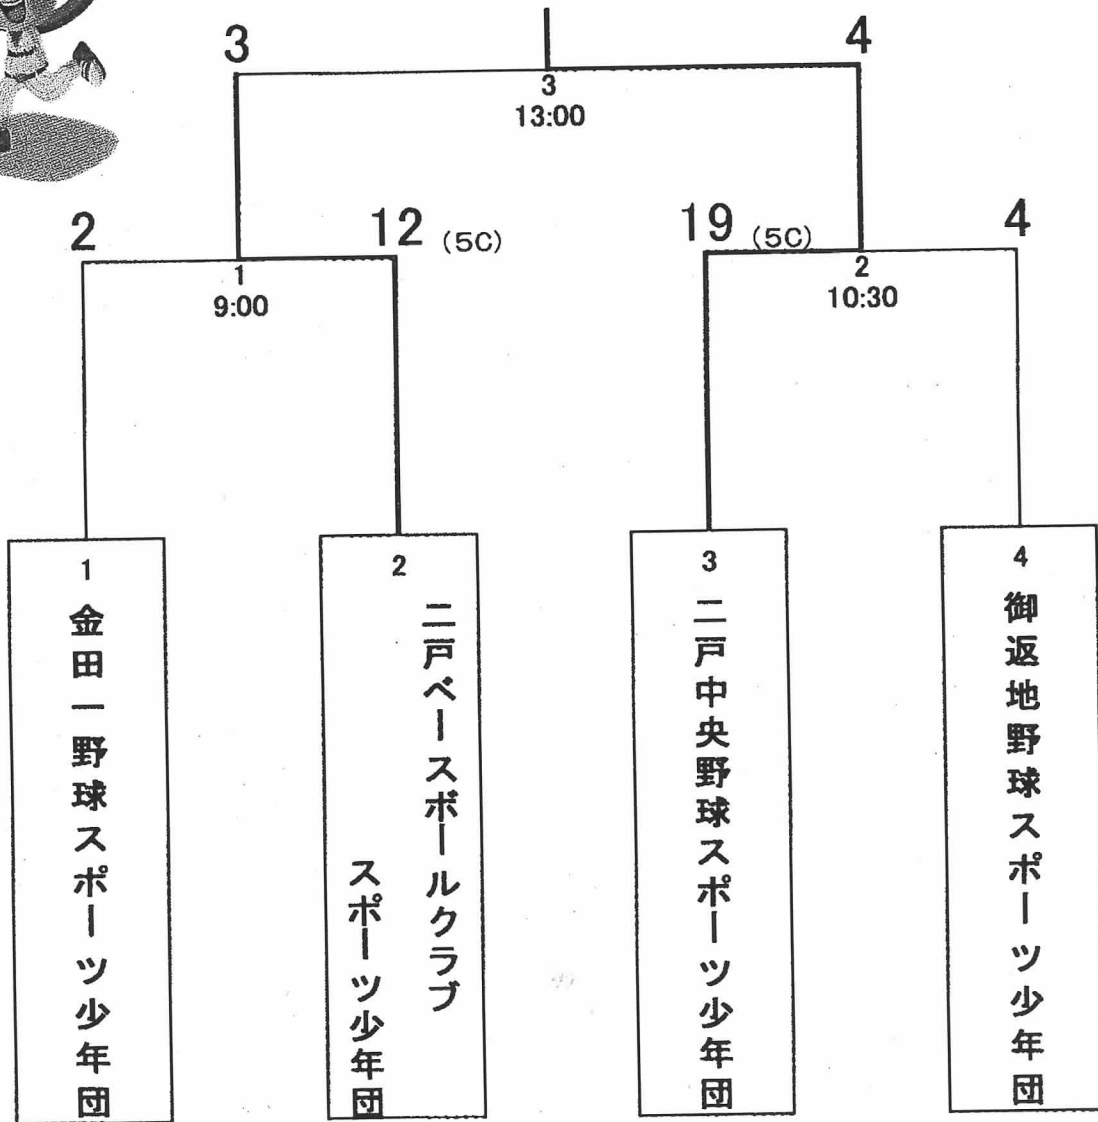 3
4
3
13:00
2
12 (5C)
19 (5C)
4
1
9:00
2
10:30
1
金田一野球スポーツ少年団
2
二戸ベースボールクラブ
スポーツ少年団
3
二戸中央野球スポーツ少年団
4
御返地野球スポーツ少年団